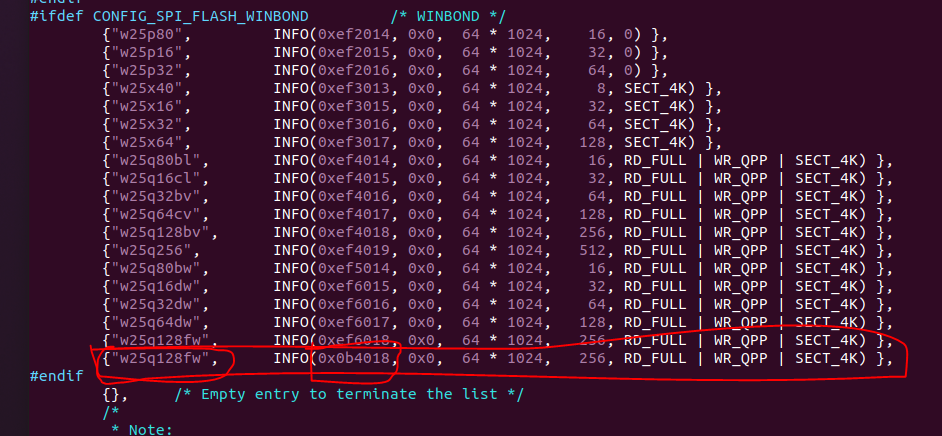 #endif
#ifdef CONFIG_SPI_FLASH_WINBOND /* WINBOND */
{"w25p80", INFO(0xef2014, 0x0, 64 * 1024, 16, 0) },
{"w25p16", INFO(0xef2015, 0x0, 64 * 1024, 32, 0) },
{"w25p32", INFO(0xef2016, 0x0, 64 * 1024, 64, 0) },
{"w25x40", INFO(0xef3013, 0x0, 64 * 1024, 8, SECT_4K) },
{"w25x16", INFO(0xef3015, 0x0, 64 * 1024, 32, SECT_4K) },
{"w25x32", INFO(0xef3016, 0x0, 64 * 1024, 64, SECT_4K) },
{"w25x64", INFO(0xef3017, 0x0, 64 * 1024, 128, SECT_4K) },
{"w25q80bl", INFO(0xef4014, 0x0, 64 * 1024, 16, RD_FULL | WR_QPP | SECT_4K) },
{"w25q16cl", INFO(0xef4015, 0x0, 64 * 1024, 32, RD_FULL | WR_QPP | SECT_4K) },
{"w25q32bv", INFO(0xef4016, 0x0, 64 * 1024, 64, RD_FULL | WR_QPP | SECT_4K) },
{"w25q64cv", INFO(0xef4017, 0x0, 64 * 1024, 128, RD_FULL | WR_QPP | SECT_4K) },
{"w25q128bv", INFO(0xef4018, 0x0, 64 * 1024, 256, RD_FULL | WR_QPP | SECT_4K) },
{"w25q256", INFO(0xef4019, 0x0, 64 * 1024, 512, RD_FULL | WR_QPP | SECT_4K) },
{"w25q80bw", INFO(0xef5014, 0x0, 64 * 1024, 16, RD_FULL | WR_QPP | SECT_4K) },
{"w25q16dw", INFO(0xef6015, 0x0, 64 * 1024, 32, RD_FULL | WR_QPP | SECT_4K) },
{"w25q32dw", INFO(0xef6016, 0x0, 64 * 1024, 64, RD_FULL | WR_QPP | SECT_4K) },
{"w25q64dw", INFO(0xef6017, 0x0, 64 * 1024, 128, RD_FULL | WR_QPP | SECT_4K) },
{"w25q128fw", INFO(0xef6018, 0x0, 64 * 1024, 256, RD_FULL | WR_QPP | SECT_4K) },
{"w25q128fw", INFO(0x0b4018, 0x0, 64 * 1024, 256, RD_FULL | WR_QPP | SECT_4K) },
#endif
{}, /* Empty entry to terminate the list */
/*
* Note: